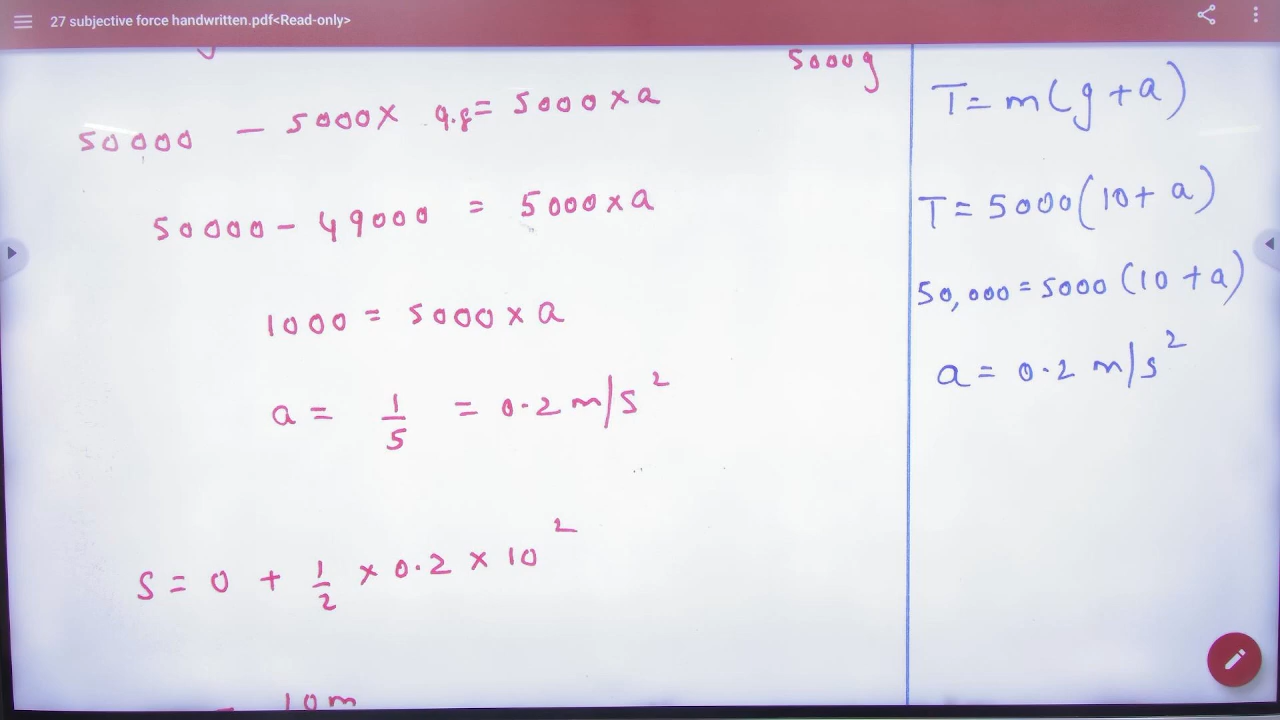 27 subjective force handwritten.pdf<Read-only>
5000g
50000 - 5000 x 9.8 = 5000 x a
50000 - 49000 = 5000 x a
1000 = 5000 x a
a = 1/5 = 0.2 m/s²
S = 0 + 1/2 x 0.2 x 10²
= 10m
T = m(g + a)
T = 5000(10 + a)
50,000 = 5000 (10 + a)
a = 0.2 m/s²